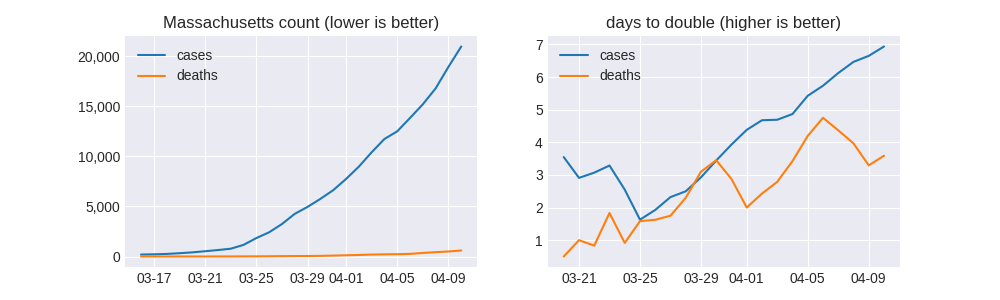 Massachusetts count (lower is better)
cases
deaths
20,000
15,000
10,000
5,000
0
03-17 03-21 03-25 03-29 04-01 04-05 04-09
days to double (higher is better)
cases
deaths
7
6
5
4
3
2
1
03-21 03-25 03-29 04-01 04-05 04-09